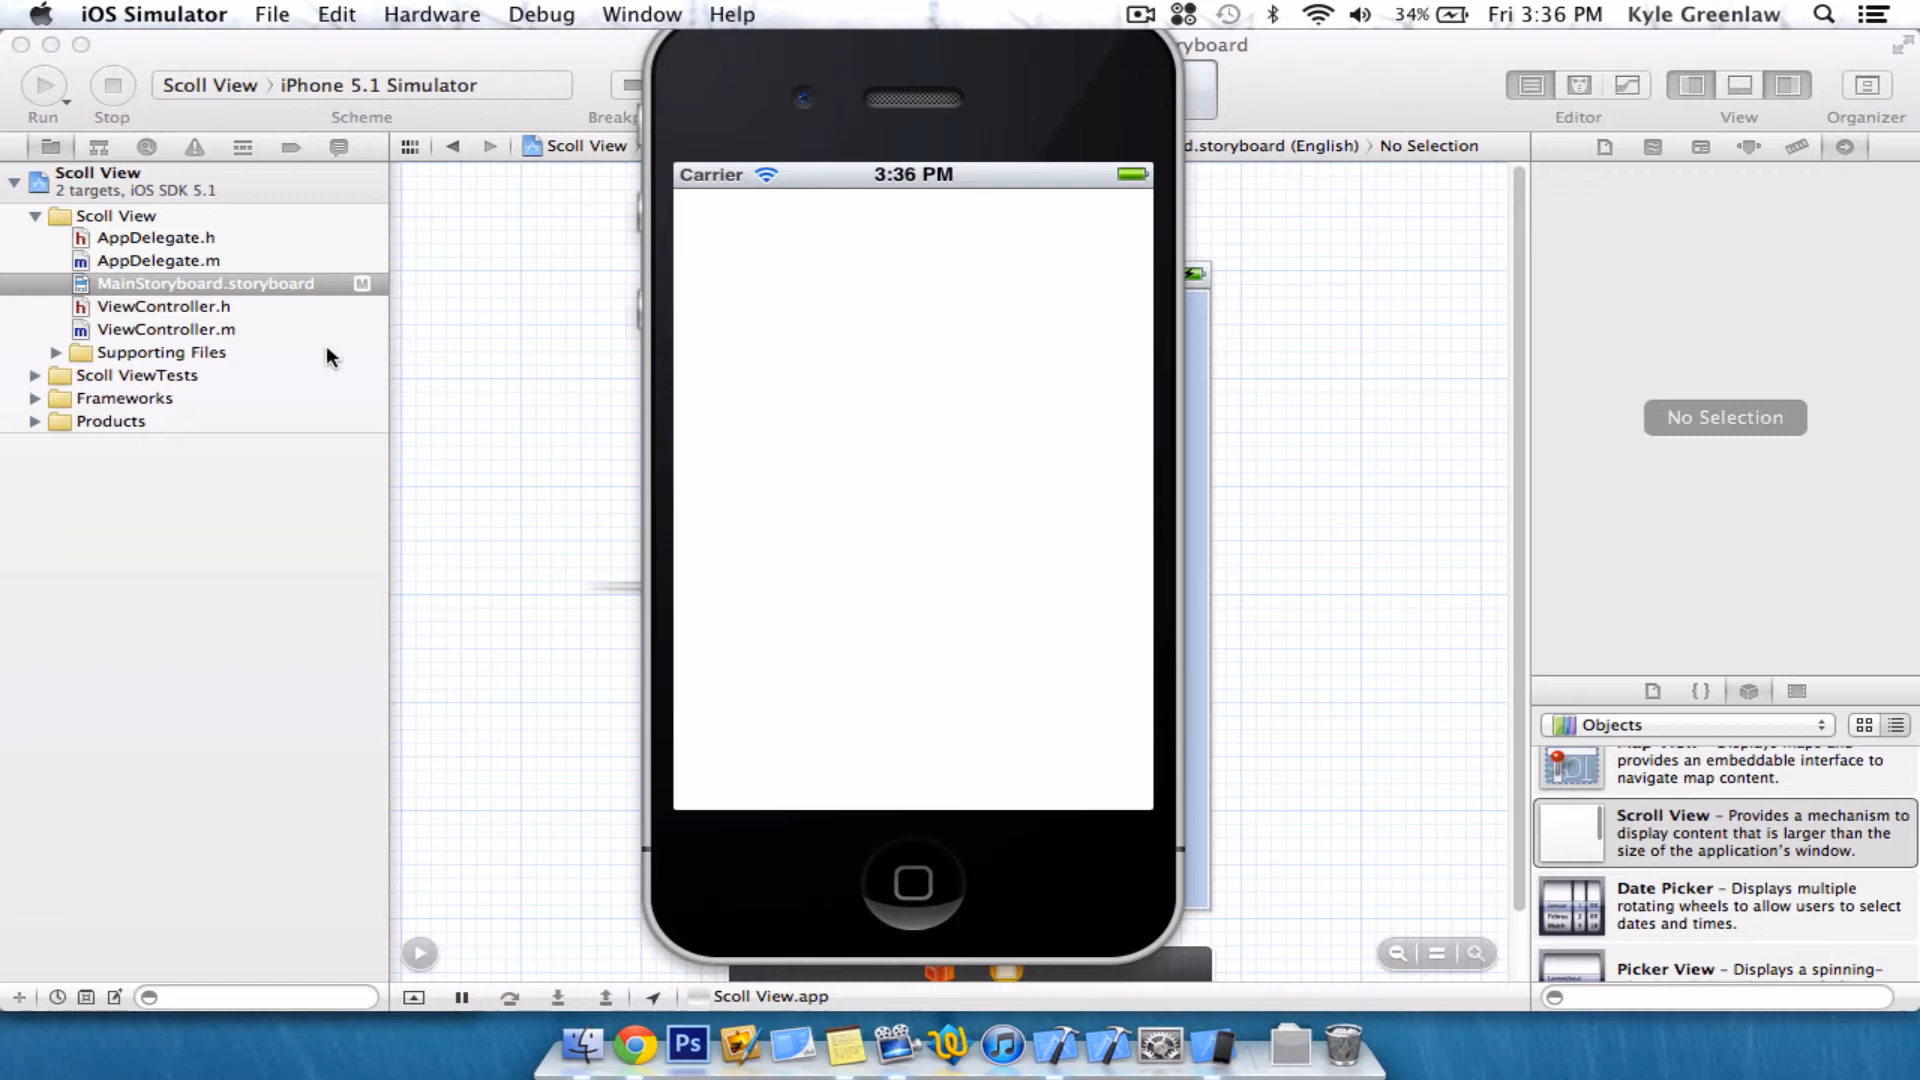 iOS Simulator File Edit Hardware Debug Window Help 34% Fri 3:36 PM Kyle Greenlaw
yboard
Scoll View 〉 iPhone 5.1 Simulator
Run Stop Scheme Breakp Editor View Organizer
Scoll View d.storyboard (English) 〉 No Selection
Scoll View
2 targets, iOS SDK 5.1
Scoll View
h AppDelegate.h
m AppDelegate.m
MainStoryboard.storyboard M
h ViewController.h
m ViewController.m
Supporting Files
Scoll ViewTests
Frameworks
Products
Carrier 3:36 PM
No Selection
{ } 
Objects
provides an embeddable interface to
navigate map content.
Scroll View – Provides a mechanism to
display content that is larger than the
size of the application's window.
Date Picker – Displays multiple
rotating wheels to allow users to select
dates and times.
Picker View – Displays a spinning-
Scoll View.app
Ps